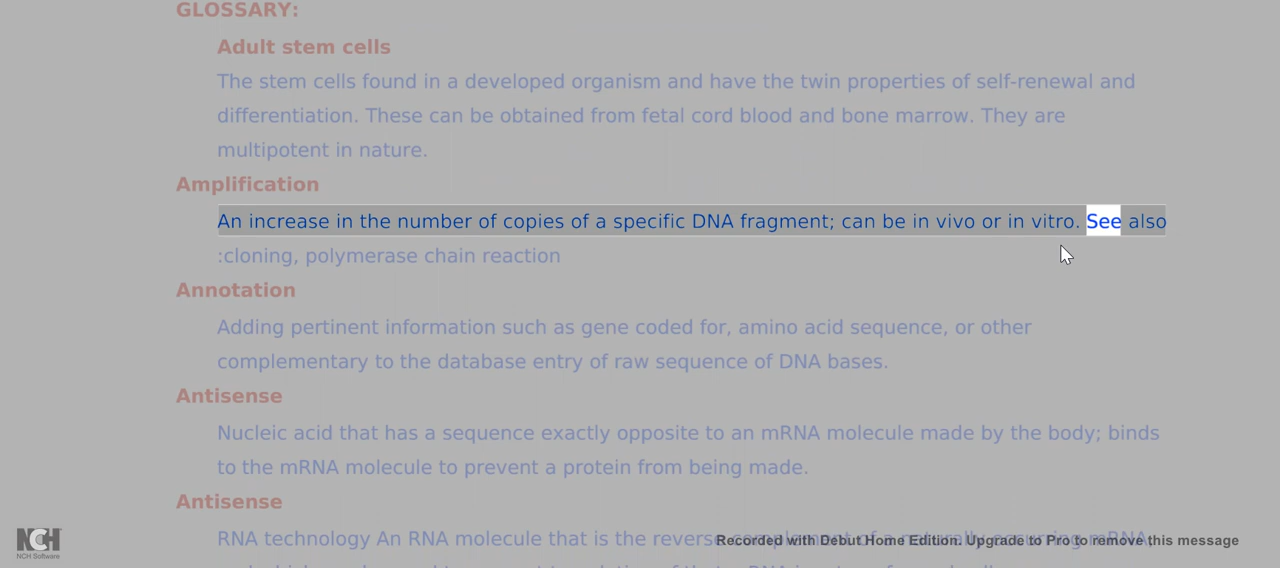 GLOSSARY:
Adult stem cells
The stem cells found in a developed organism and have the twin properties of self-renewal and
differentiation. These can be obtained from fetal cord blood and bone marrow. They are
multipotent in nature.
Amplification
An increase in the number of copies of a specific DNA fragment; can be in vivo or in vitro. See also
:cloning, polymerase chain reaction
Annotation
Adding pertinent information such as gene coded for, amino acid sequence, or other
complementary to the database entry of raw sequence of DNA bases.
Antisense
Nucleic acid that has a sequence exactly opposite to an mRNA molecule made by the body; binds
to the mRNA molecule to prevent a protein from being made.
Antisense
RNA technology An RNA molecule that is the reverse complement of a naturally occurring mRNA,
Recorded with Debut Home Edition. Upgrade to Pro to remove this message
NCH
NCH Software